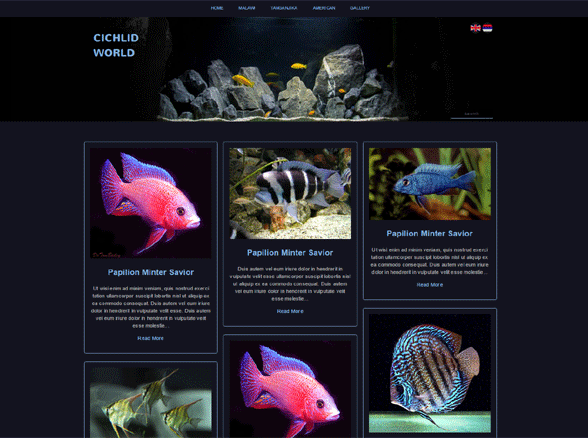 HOME MALAWI TANGANJIKA AMERICAN GALLERY
CICHLID
WORLD
Papilion Minter Savior
Ut wisi enim ad minim veniam, quis nostrud exerci
tation ullamcorper suscipit lobortis nisl ut aliquip ex
ea commodo consequat. Duis autem vel eum iriure
dolor in hendrerit in vulputate velit esse. Duis autem
vel eum iriure dolor in hendrerit in vulputate velit
esse molestie...
Read More
Papilion Minter Savior
Duis autem vel eum iriure dolor in hendrerit in
vulputate velit esse molestie lobortis nisl
ut aliquip ex ea commodo consequat. Duis autem
vel eum iriure dolor in hendrerit in vulputate velit
esse molestie...
Read More
Papilion Minter Savior
Ut wisi enim ad minim veniam, quis nostrud exerci
tation ullamcorper suscipit lobortis nisl ut aliquip ex
ea commodo consequat. Duis autem vel eum iriure
dolor in hendrerit in vulputate velit esse molestie...
Read More